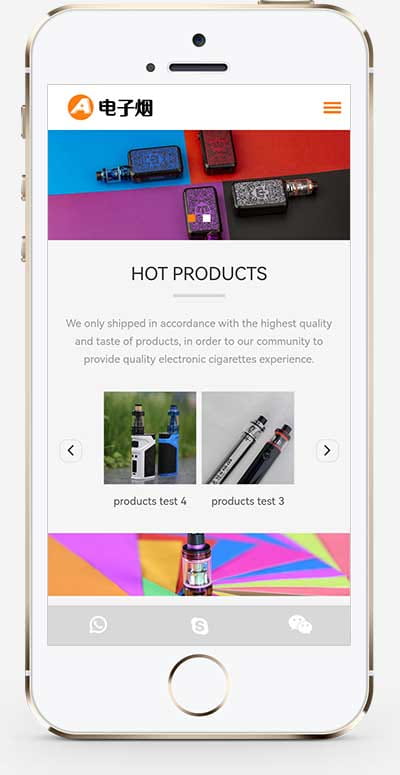 电子烟
HOT PRODUCTS
We only shipped in accordance with the highest quality
and taste of products, in order to our community to
provide quality electronic cigarettes experience.
products test 4
products test 3